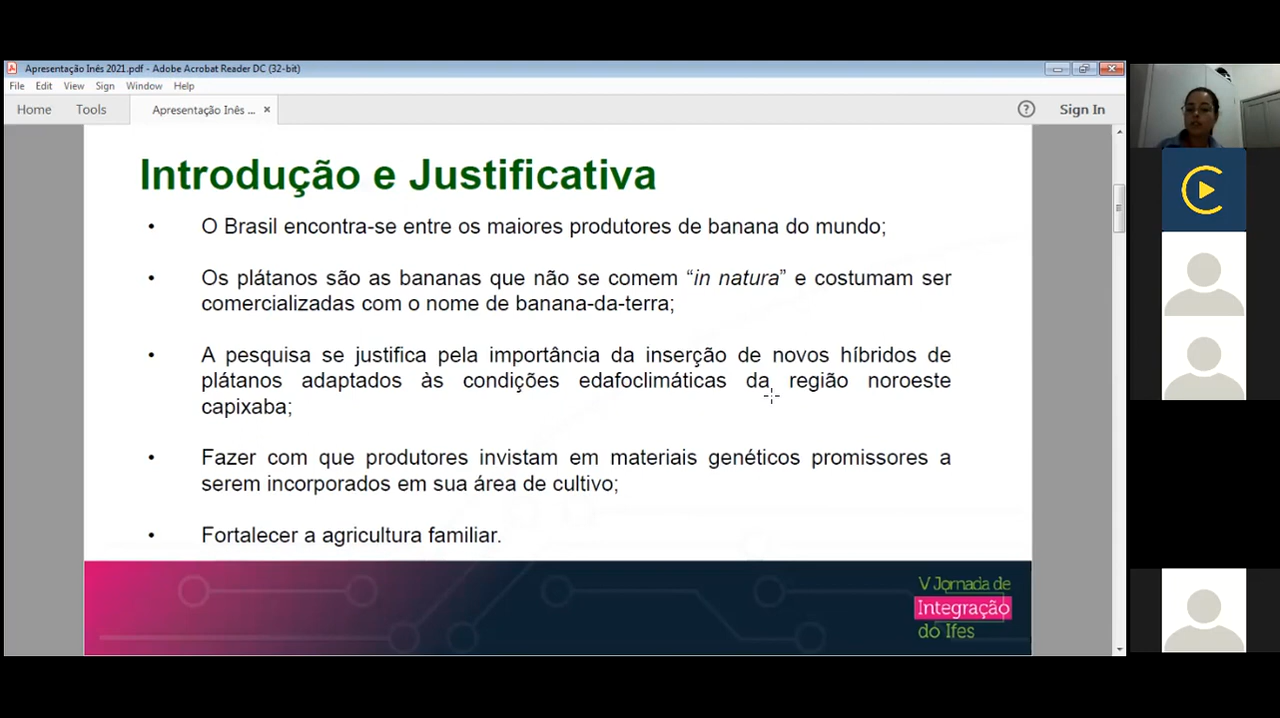 Apresentação Inês 2021.pdf - Adobe Acrobat Reader DC (32-bit)
File Edit View Sign Window Help
Home Tools Apresentação Inês ... × ? Sign In
Introdução e Justificativa
• O Brasil encontra-se entre os maiores produtores de banana do mundo;
• Os plátanos são as bananas que não se comem “in natura” e costumam ser
comercializadas com o nome de banana-da-terra;
• A pesquisa se justifica pela importância da inserção de novos híbridos de
plátanos adaptados às condições edafoclimáticas da região noroeste
capixaba;
• Fazer com que produtores invistam em materiais genéticos promissores a
serem incorporados em sua área de cultivo;
• Fortalecer a agricultura familiar.
V Jornada de
Integração
do Ifes